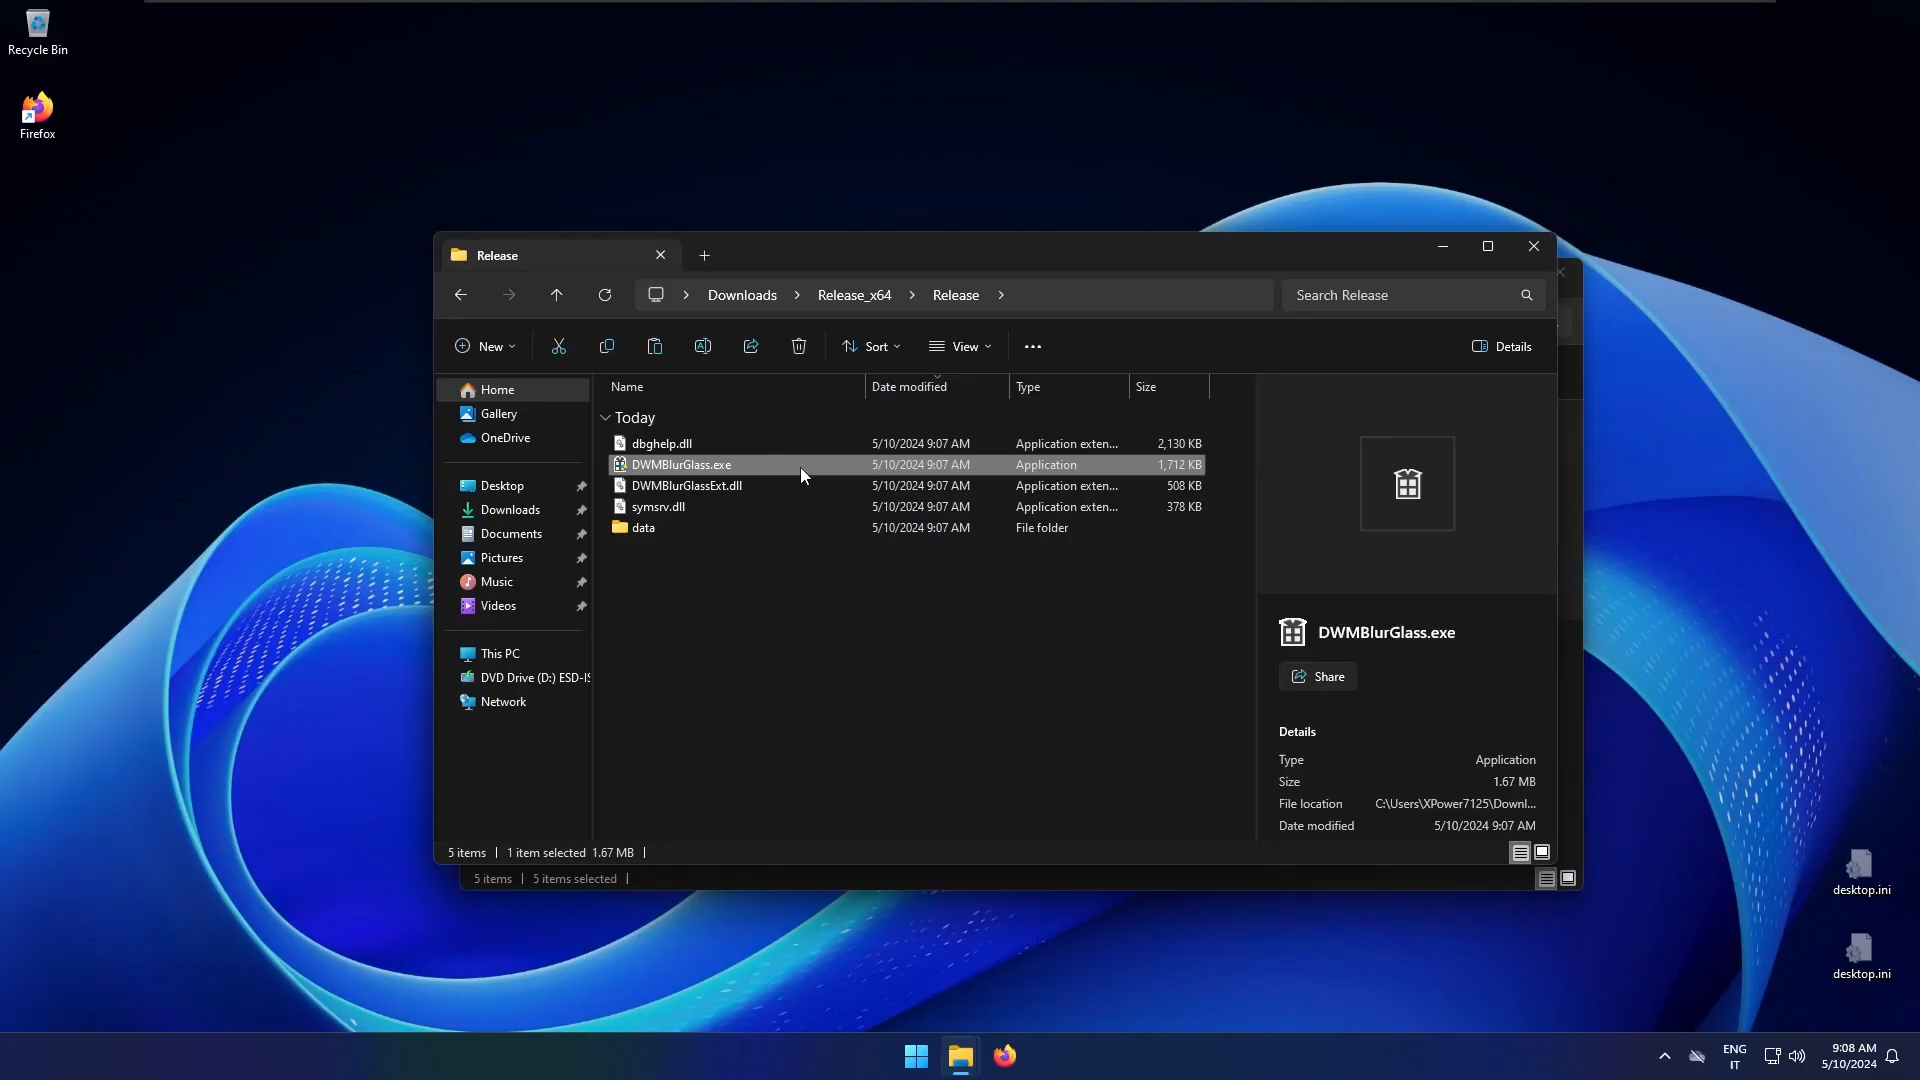 Recycle Bin
Firefox
Release
Downloads
Release_x64
Release
Search Release
New
Sort
View
Details
Home
Gallery
OneDrive
Desktop
Downloads
Documents
Pictures
Music
Videos
This PC
DVD Drive (D:) ESD-IS
Network
Name Date modified Type Size
Today
dbghelp.dll 5/10/2024 9:07 AM Application exten... 2,130 KB
DWMBlurGlass.exe 5/10/2024 9:07 AM Application 1,712 KB
DWMBlurGlassExt.dll 5/10/2024 9:07 AM Application exten... 508 KB
symsrv.dll 5/10/2024 9:07 AM Application exten... 378 KB
data 5/10/2024 9:07 AM File folder
DWMBlurGlass.exe
Share
Details
Type Application
Size 1.67 MB
File location C:\Users\XPower7125\Downl...
Date modified 5/10/2024 9:07 AM
5 items 1 item selected 1.67 MB
5 items 5 items selected
desktop.ini
desktop.ini
ENG
IT
9:08 AM
5/10/2024